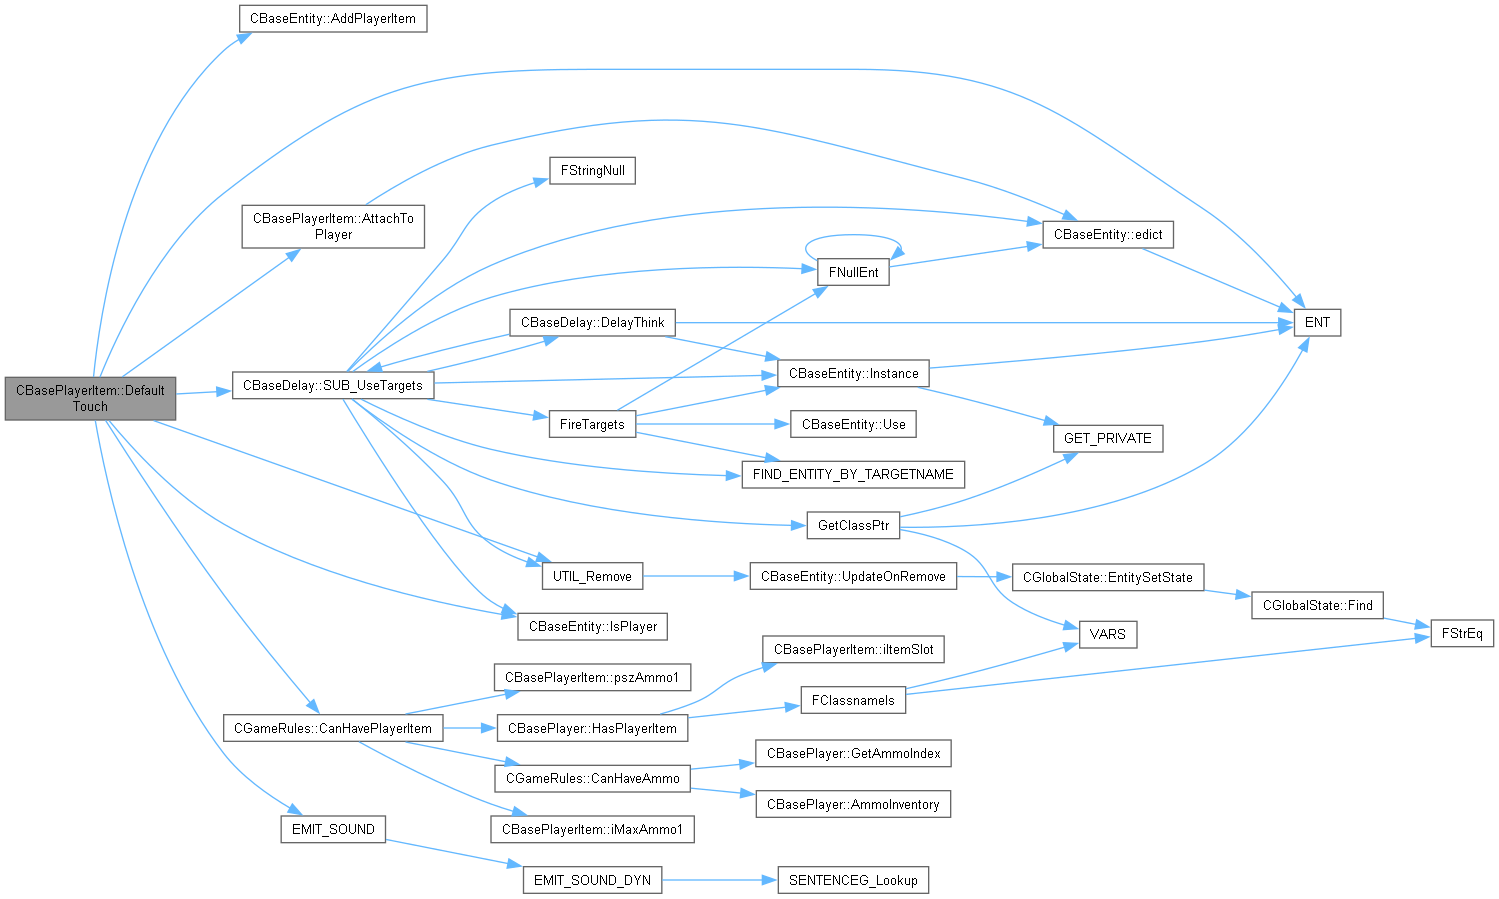 CBaseEntity::AddPlayerItem
FStringNull
CBasePlayerItem::AttachTo
Player
CBaseEntity::edict
FNullEnt
CBaseDelay::DelayThink
ENT
CBasePlayerItem::Default
Touch
CBaseDelay::SUB_UseTargets
CBaseEntity::Instance
FireTargets
CBaseEntity::Use
GET_PRIVATE
FIND_ENTITY_BY_TARGETNAME
GetClassPtr
UTIL_Remove
CBaseEntity::UpdateOnRemove
CGlobalState::EntitySetState
CGlobalState::Find
FStrEq
CBaseEntity::IsPlayer
VARS
CBasePlayerItem::iItemSlot
CBasePlayerItem::pszAmmo1
FClassnameIs
CGameRules::CanHavePlayerItem
CBasePlayer::HasPlayerItem
CBasePlayer::GetAmmoIndex
CGameRules::CanHaveAmmo
CBasePlayer::AmmoInventory
EMIT_SOUND
CBasePlayerItem::iMaxAmmo1
EMIT_SOUND_DYN
SENTENCEG_Lookup